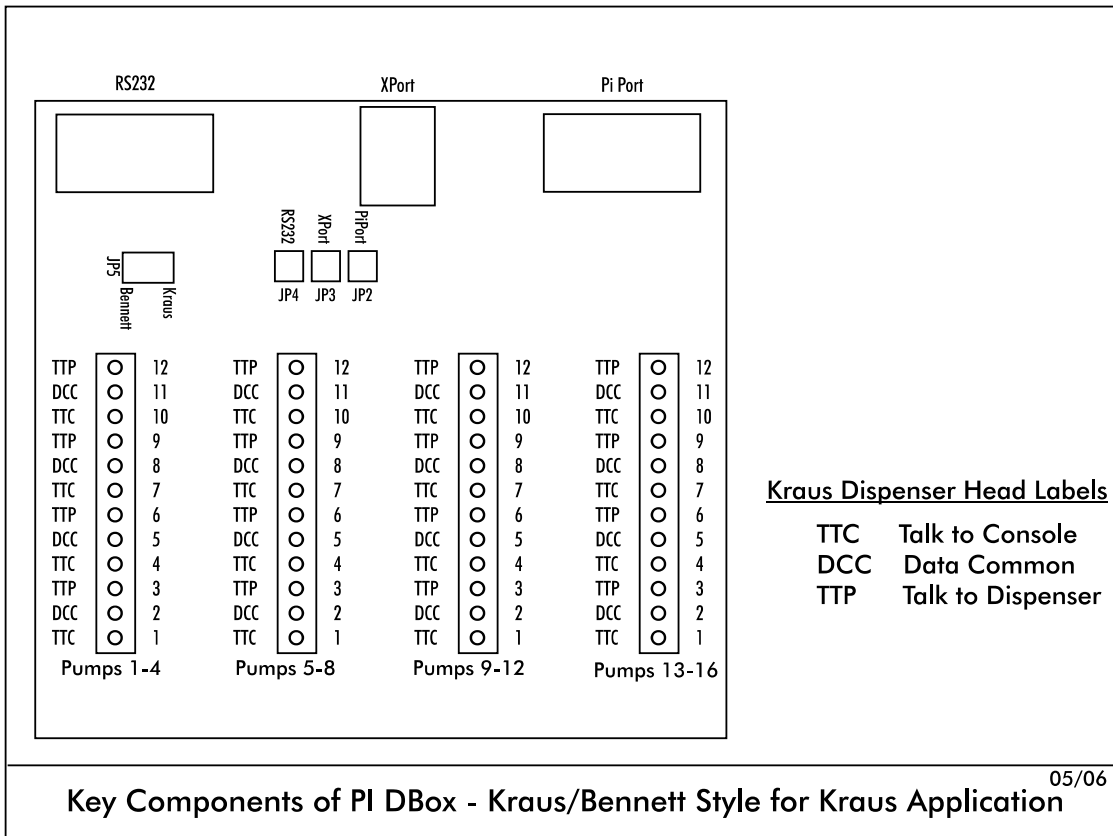 RS232 XPort Pi Port
RS232 XPort PiPort
JP5
JP4 JP3 JP2
Bennett Kraus
TTP 12 TTP 12 TTP 12 TTP 12
DCC 11 DCC 11 DCC 11 DCC 11
TTC 10 TTC 10 TTC 10 TTC 10
TTP 9 TTP 9 TTP 9 TTP 9
DCC 8 DCC 8 DCC 8 DCC 8
TTC 7 TTC 7 TTC 7 TTC 7
TTP 6 TTP 6 TTP 6 TTP 6
DCC 5 DCC 5 DCC 5 DCC 5
TTC 4 TTC 4 TTC 4 TTC 4
TTP 3 TTP 3 TTP 3 TTP 3
DCC 2 DCC 2 DCC 2 DCC 2
TTC 1 TTC 1 TTC 1 TTC 1
Pumps 1-4 Pumps 5-8 Pumps 9-12 Pumps 13-16
Kraus Dispenser Head Labels
TTC Talk to Console
DCC Data Common
TTP Talk to Dispenser
05/06
Key Components of PI DBox - Kraus/Bennett Style for Kraus Application